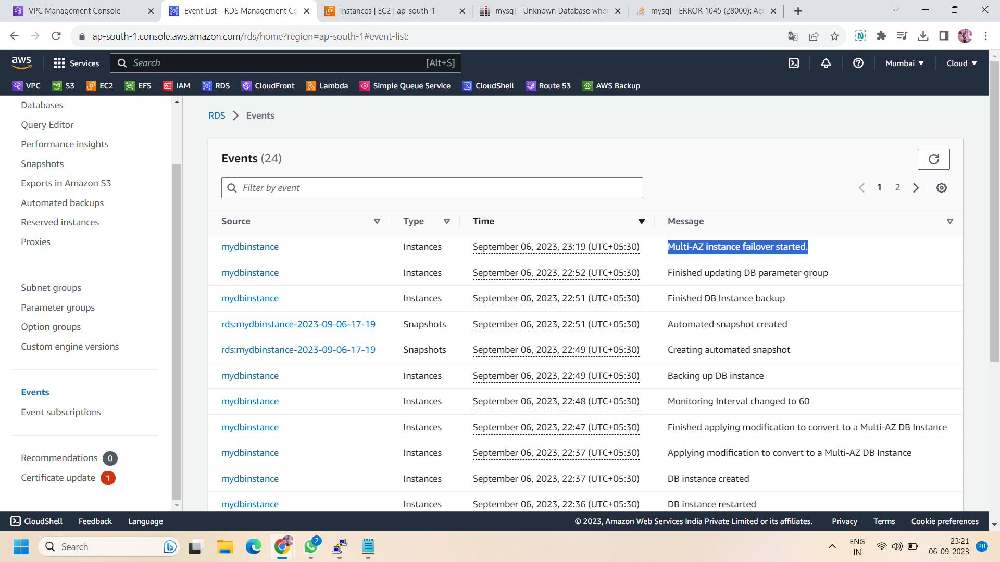 VPC Management Console
Event List - RDS Management Co
Instances | EC2 | ap-south-1
mysql - Unknown Database wher
mysql - ERROR 1045 (28000): Acc
ap-south-1.console.aws.amazon.com/rds/home?region=ap-south-1#event-list:
aws
Services
Search
[Alt+S]
Mumbai
Cloud
VPC
S3
EC2
EFS
IAM
RDS
CloudFront
Lambda
Simple Queue Service
CloudShell
Route 53
AWS Backup
Databases
Query Editor
Performance insights
Snapshots
Exports in Amazon S3
Automated backups
Reserved instances
Proxies
Subnet groups
Parameter groups
Option groups
Custom engine versions
Events
Event subscriptions
Recommendations 0
Certificate update 1
RDS > Events
Events (24)
Filter by event
1 2
Source Type Time Message
mydbinstance Instances September 06, 2023, 23:19 (UTC+05:30) Multi-AZ instance failover started.
mydbinstance Instances September 06, 2023, 22:52 (UTC+05:30) Finished updating DB parameter group
mydbinstance Instances September 06, 2023, 22:51 (UTC+05:30) Finished DB Instance backup
rds:mydbinstance-2023-09-06-17-19 Snapshots September 06, 2023, 22:51 (UTC+05:30) Automated snapshot created
rds:mydbinstance-2023-09-06-17-19 Snapshots September 06, 2023, 22:49 (UTC+05:30) Creating automated snapshot
mydbinstance Instances September 06, 2023, 22:49 (UTC+05:30) Backing up DB instance
mydbinstance Instances September 06, 2023, 22:48 (UTC+05:30) Monitoring Interval changed to 60
mydbinstance Instances September 06, 2023, 22:47 (UTC+05:30) Finished applying modification to convert to a Multi-AZ DB Instance
mydbinstance Instances September 06, 2023, 22:37 (UTC+05:30) Applying modification to convert to a Multi-AZ DB Instance
mydbinstance Instances September 06, 2023, 22:37 (UTC+05:30) DB instance created
mydbinstance Instances September 06, 2023, 22:36 (UTC+05:30) DB instance restarted
CloudShell
Feedback
Language
© 2023, Amazon Web Services India Private Limited or its affiliates.
Privacy
Terms
Cookie preferences
Search
2
ENG
IN
23:21
06-09-2023
20